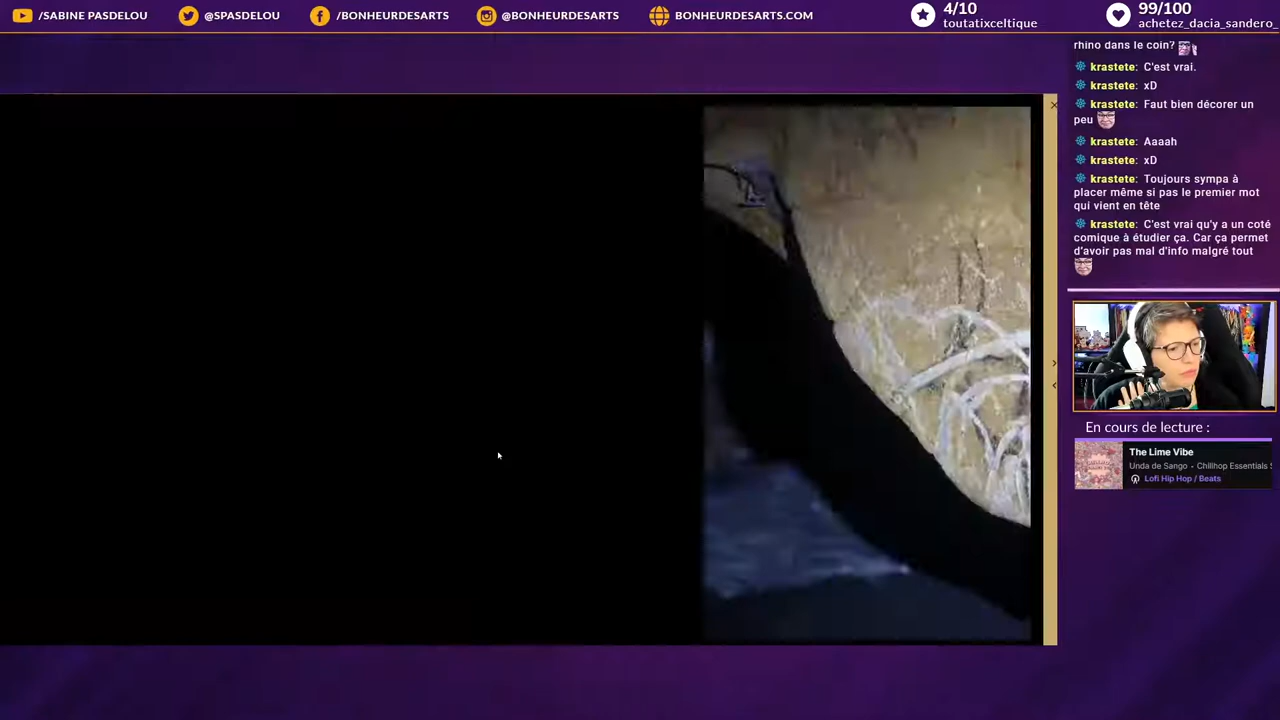 /SABINE PASDELOU
@SPASDELOU
/BONHEURDESARTS
@BONHEURDESARTS
BONHEURDESARTS.COM
4/10
toutatixceltique
99/100
achetez_dacia_sandero_
rhino dans le coin?
krastete: C'est vrai.
krastete: xD
krastete: Faut bien décorer un
peu
krastete: Aaaah
krastete: xD
krastete: Toujours sympa à
placer même si pas le premier mot
qui vient en tête
krastete: C'est vrai qu'y a un coté
comique à étudier ça. Car ça permet
d'avoir pas mal d'info malgré tout
En cours de lecture :
The Lime Vibe
Unda de Sango - Chillhop Essentials
Lofi Hip Hop / Beats